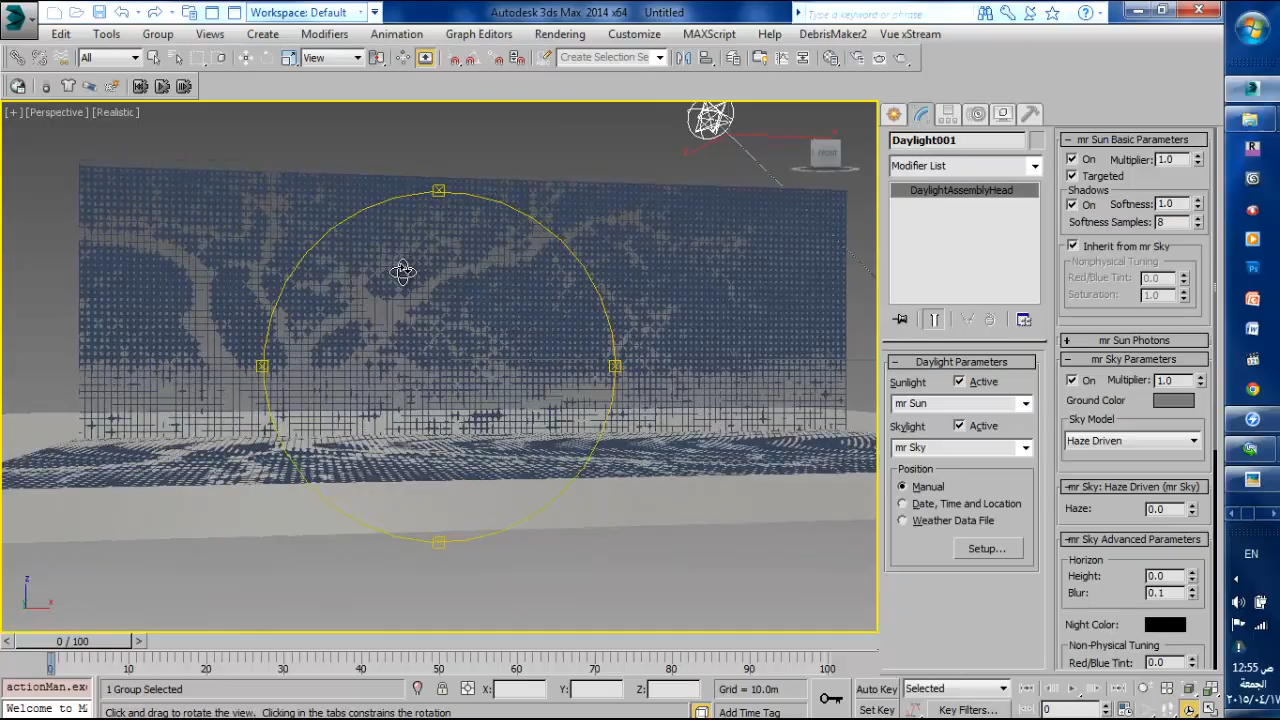 Workspace: Default
Autodesk 3ds Max 2014 x64 Untitled
Type a keyword or phrase
Edit Tools Group Views Create Modifiers Animation Graph Editors Rendering Customize MAXScript Help DebrisMaker2 Vue xStream
All View Create Selection Se
[+][Perspective][Realistic]
FRONT
Daylight001
Modifier List
DaylightAssemblyHead
Daylight Parameters
Sunlight Active
mr Sun
Skylight Active
mr Sky
Position
Manual
Date, Time and Location
Weather Data File
Setup...
mr Sun Basic Parameters
On Multiplier: 1.0
Targeted
Shadows
On Softness: 1.0
Softness Samples: 8
Inherit from mr Sky
Nonphysical Tuning
Red/Blue Tint: 0.0
Saturation: 1.0
mr Sun Photons
mr Sky Parameters
On Multiplier: 1.0
Ground Color
Sky Model
Haze Driven
mr Sky: Haze Driven (mr Sky)
Haze: 0.0
mr Sky Advanced Parameters
Horizon
Height: 0.0
Blur: 0.1
Night Color:
Non-Physical Tuning
Red/Blue Tint: 0.0
EN
12:55 ص
الجمعة
٢٠١٥/٠٤/١٧
z
x
0 / 100
0 10 20 30 40 50 60 70 80 90 100
actionMan.exe 1 Group Selected X: Y: Z: Grid = 10.0m Auto Key Selected
Welcome to M Click and drag to rotate the view. Clicking in the tabs constrains the rotation Add Time Tag Set Key Key Filters... 0